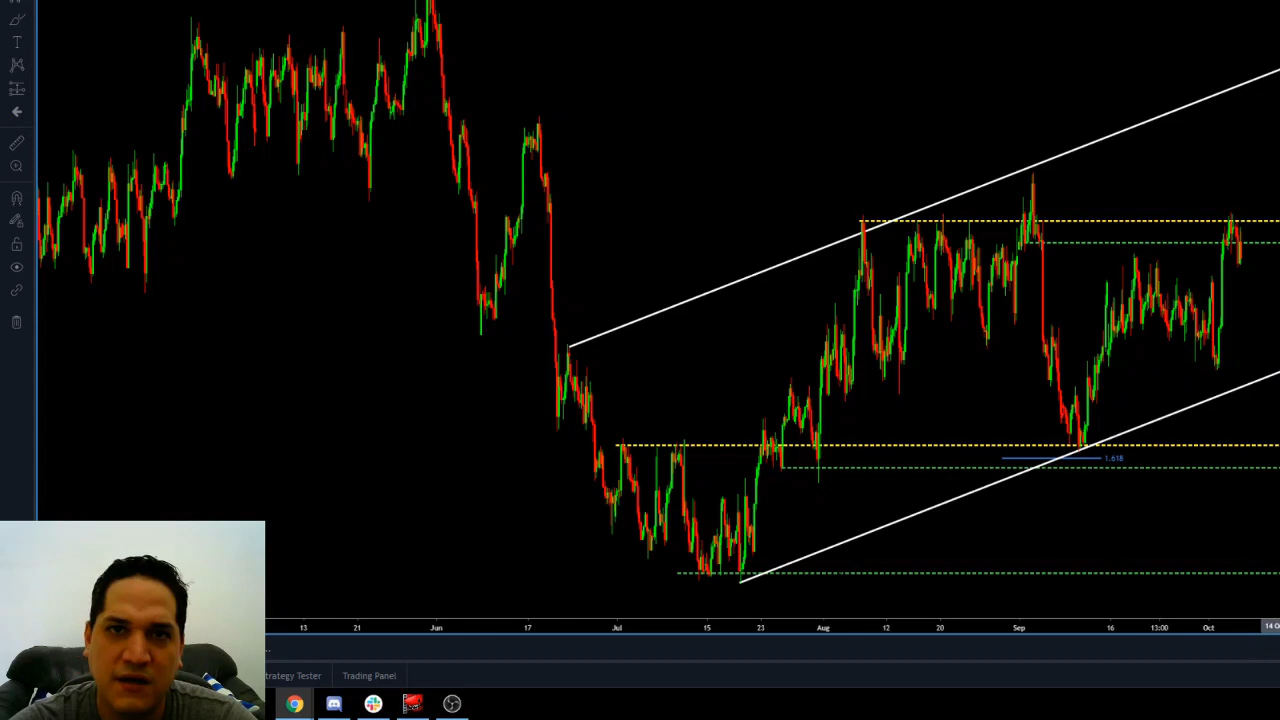 1.618
13
21
Jun
17
Jul
15
23
Aug
12
20
Sep
16
13:00
Oct
trategy Tester
Trading Panel